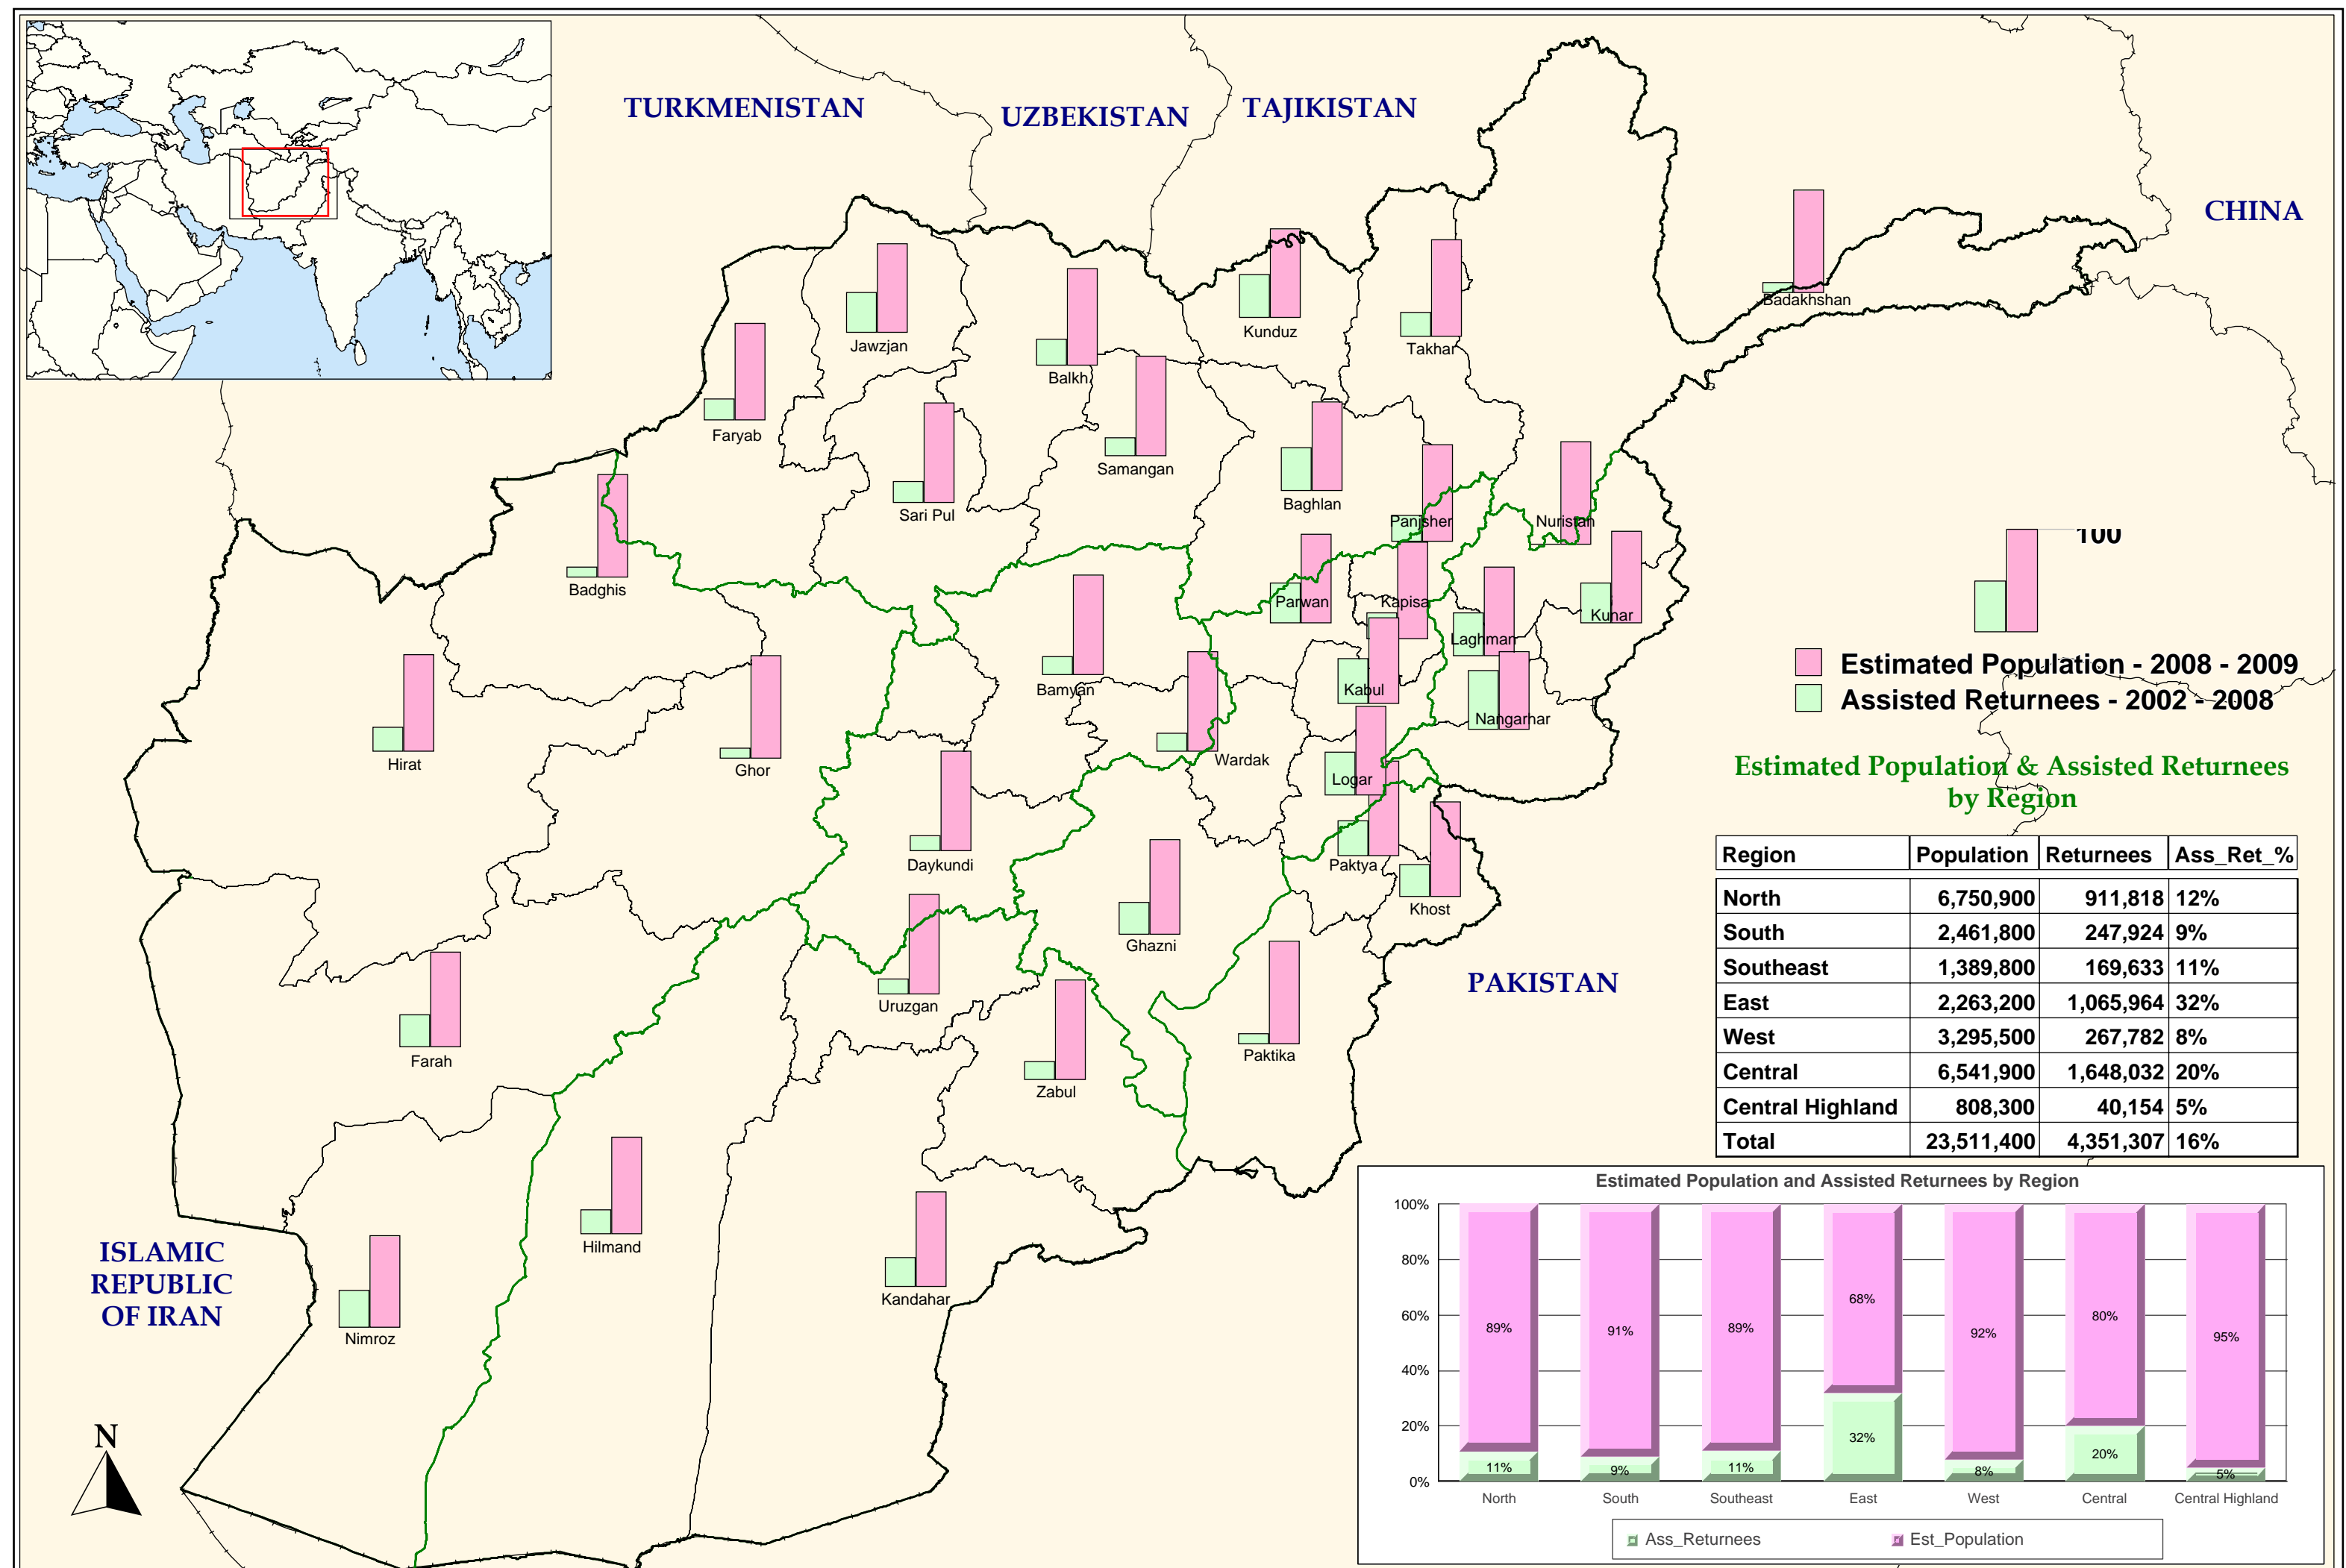 TURKMENISTAN
UZBEKISTAN
TAJIKISTAN
CHINA
Badakhshan
Jawzjan
Kunduz
Takhar
Balkh
Faryab
Samangan
Sari Pul
Baghlan
Panjsher
Nuristan
100
Badghis
Parwan
Kapisa
Kunar
Laghman
Estimated Population - 2008 - 2009
Assisted Returnees - 2002 - 2008
Bamyan
Kabul
Nangarhar
Hirat
Ghor
Wardak
Logar
Estimated Population & Assisted Returnees
by Region
Daykundi
Paktya
Khost
Ghazni
Uruzgan
Farah
Zabul
Paktika
PAKISTAN
Region Population Returnees Ass_Ret_%
North 6,750,900 911,818 12%
South 2,461,800 247,924 9%
Southeast 1,389,800 169,633 11%
East 2,263,200 1,065,964 32%
West 3,295,500 267,782 8%
Central 6,541,900 1,648,032 20%
Central Highland 808,300 40,154 5%
Total 23,511,400 4,351,307 16%
Hilmand
Kandahar
Nimroz
ISLAMIC
REPUBLIC
OF IRAN
N
Estimated Population and Assisted Returnees by Region
100%
80%
60%
40%
20%
0%
89% 91% 89% 68% 92% 80% 95%
11% 9% 11% 32% 8% 20% 5%
North South Southeast East West Central Central Highland
Ass_Returnees Est_Population